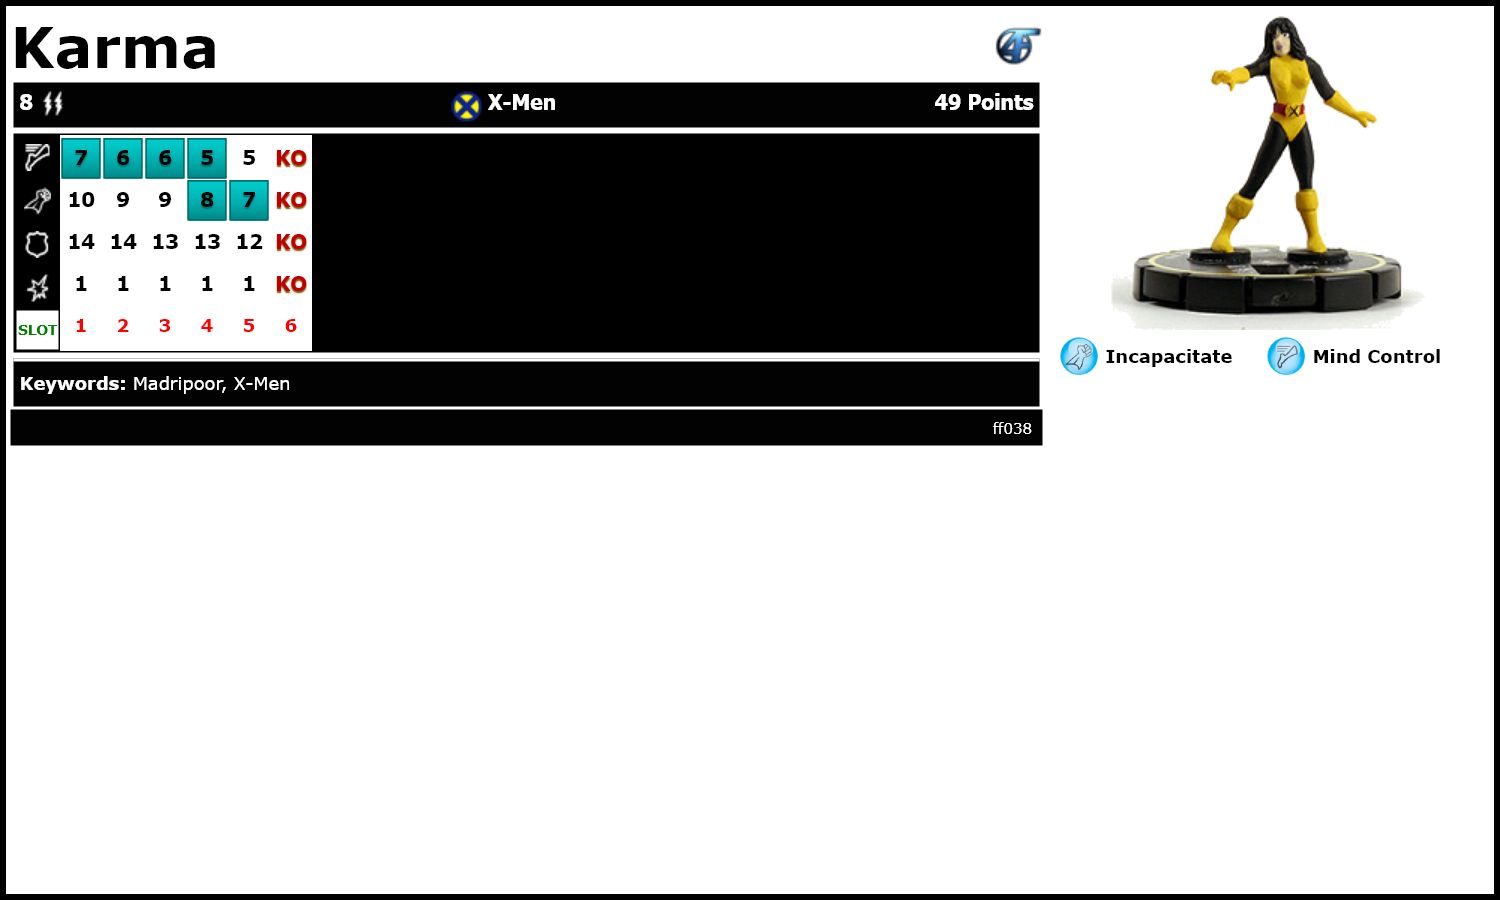 Karma
8 X-Men 49 Points
7 6 6 5 5 KO
10 9 9 8 7 KO
14 14 13 13 12 KO
1 1 1 1 1 KO
SLOT 1 2 3 4 5 6
Incapacitate Mind Control
Keywords: Madripoor, X-Men
ff038